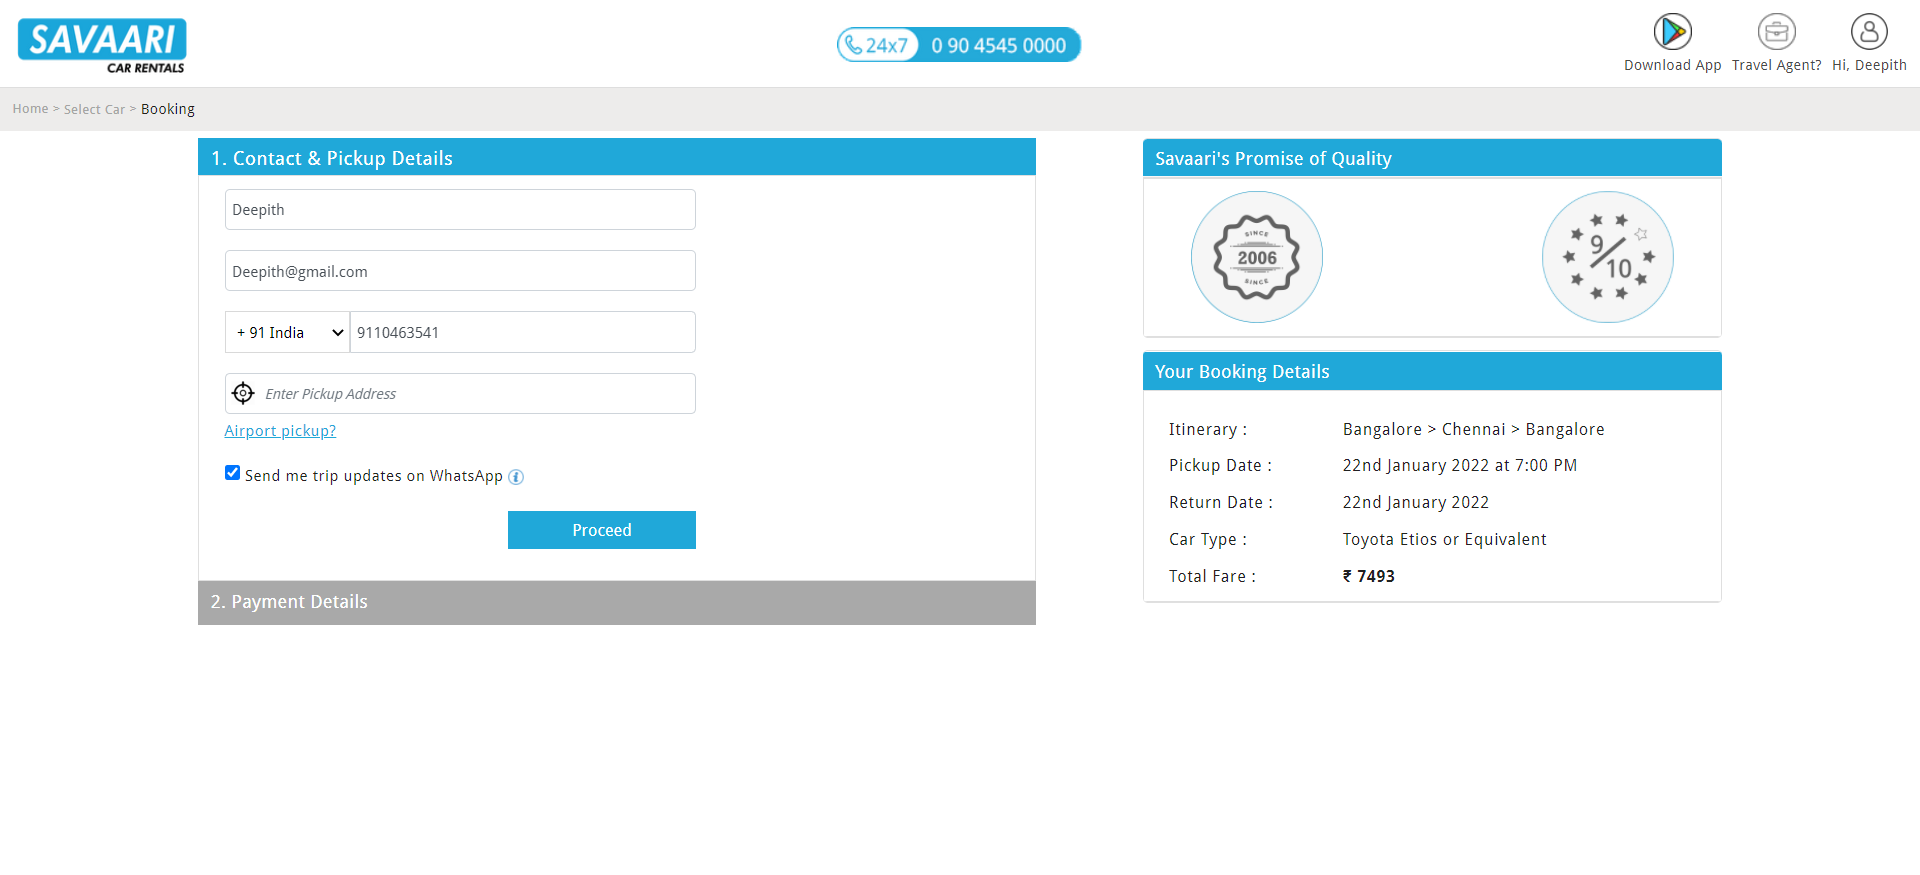 SAVAARI
CAR RENTALS
24x7 0 90 4545 0000
Download App
Travel Agent?
Hi, Deepith
Home > Select Car > Booking
1. Contact & Pickup Details
Deepith
Deepith@gmail.com
+ 91 India 9110463541
Enter Pickup Address
Airport pickup?
Send me trip updates on WhatsApp i
Proceed
2. Payment Details
Savaari's Promise of Quality
SINCE
2006
SINCE
9/10
Your Booking Details
Itinerary : Bangalore > Chennai > Bangalore
Pickup Date : 22nd January 2022 at 7:00 PM
Return Date : 22nd January 2022
Car Type : Toyota Etios or Equivalent
Total Fare : ₹ 7493